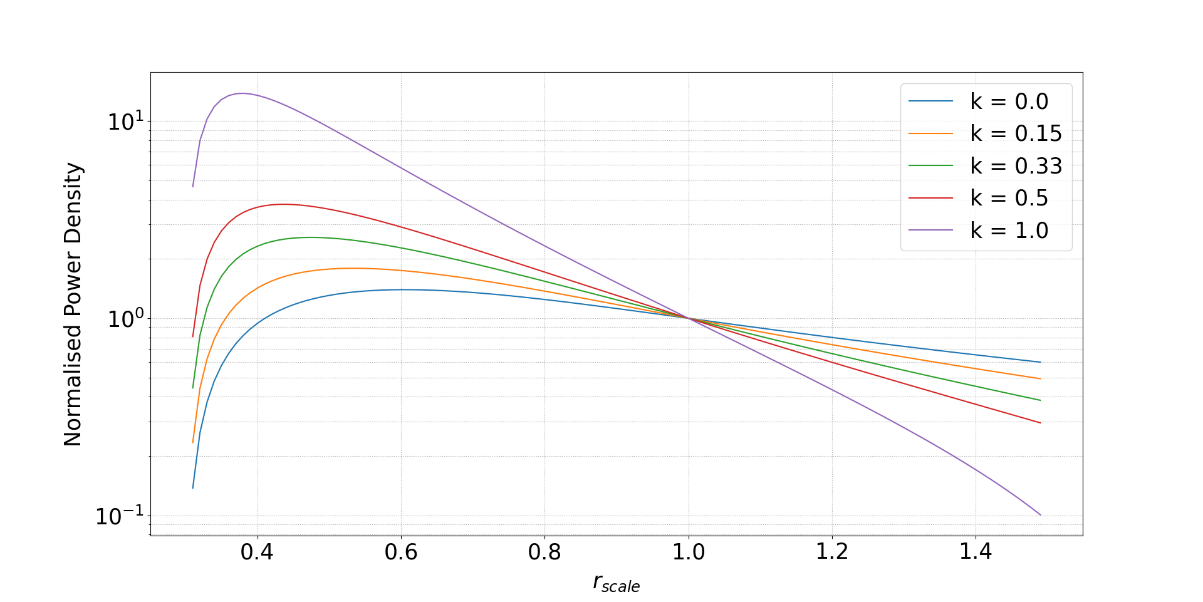 10¹
10⁰
10⁻¹
Normalised Power Density
k = 0.0
k = 0.15
k = 0.33
k = 0.5
k = 1.0
0.4 0.6 0.8 1.0 1.2 1.4
r_scale